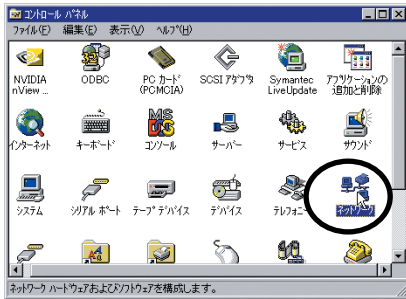 コントロール パネル
ファイル(F) 編集(E) 表示(V) ヘルプ(H)
NVIDIA nView ...
ODBC
PC カード (PCMCIA)
SCSI アダプタ
Symantec LiveUpdate
アプリケーションの追加と削除
インターネット
キーボード
コンソール
サーバー
サービス
サウンド
システム
シリアル ポート
テープ デバイス
デバイス
テレフォニー
ネットワーク
ネットワーク ハードウェアおよびソフトウェアを構成します。